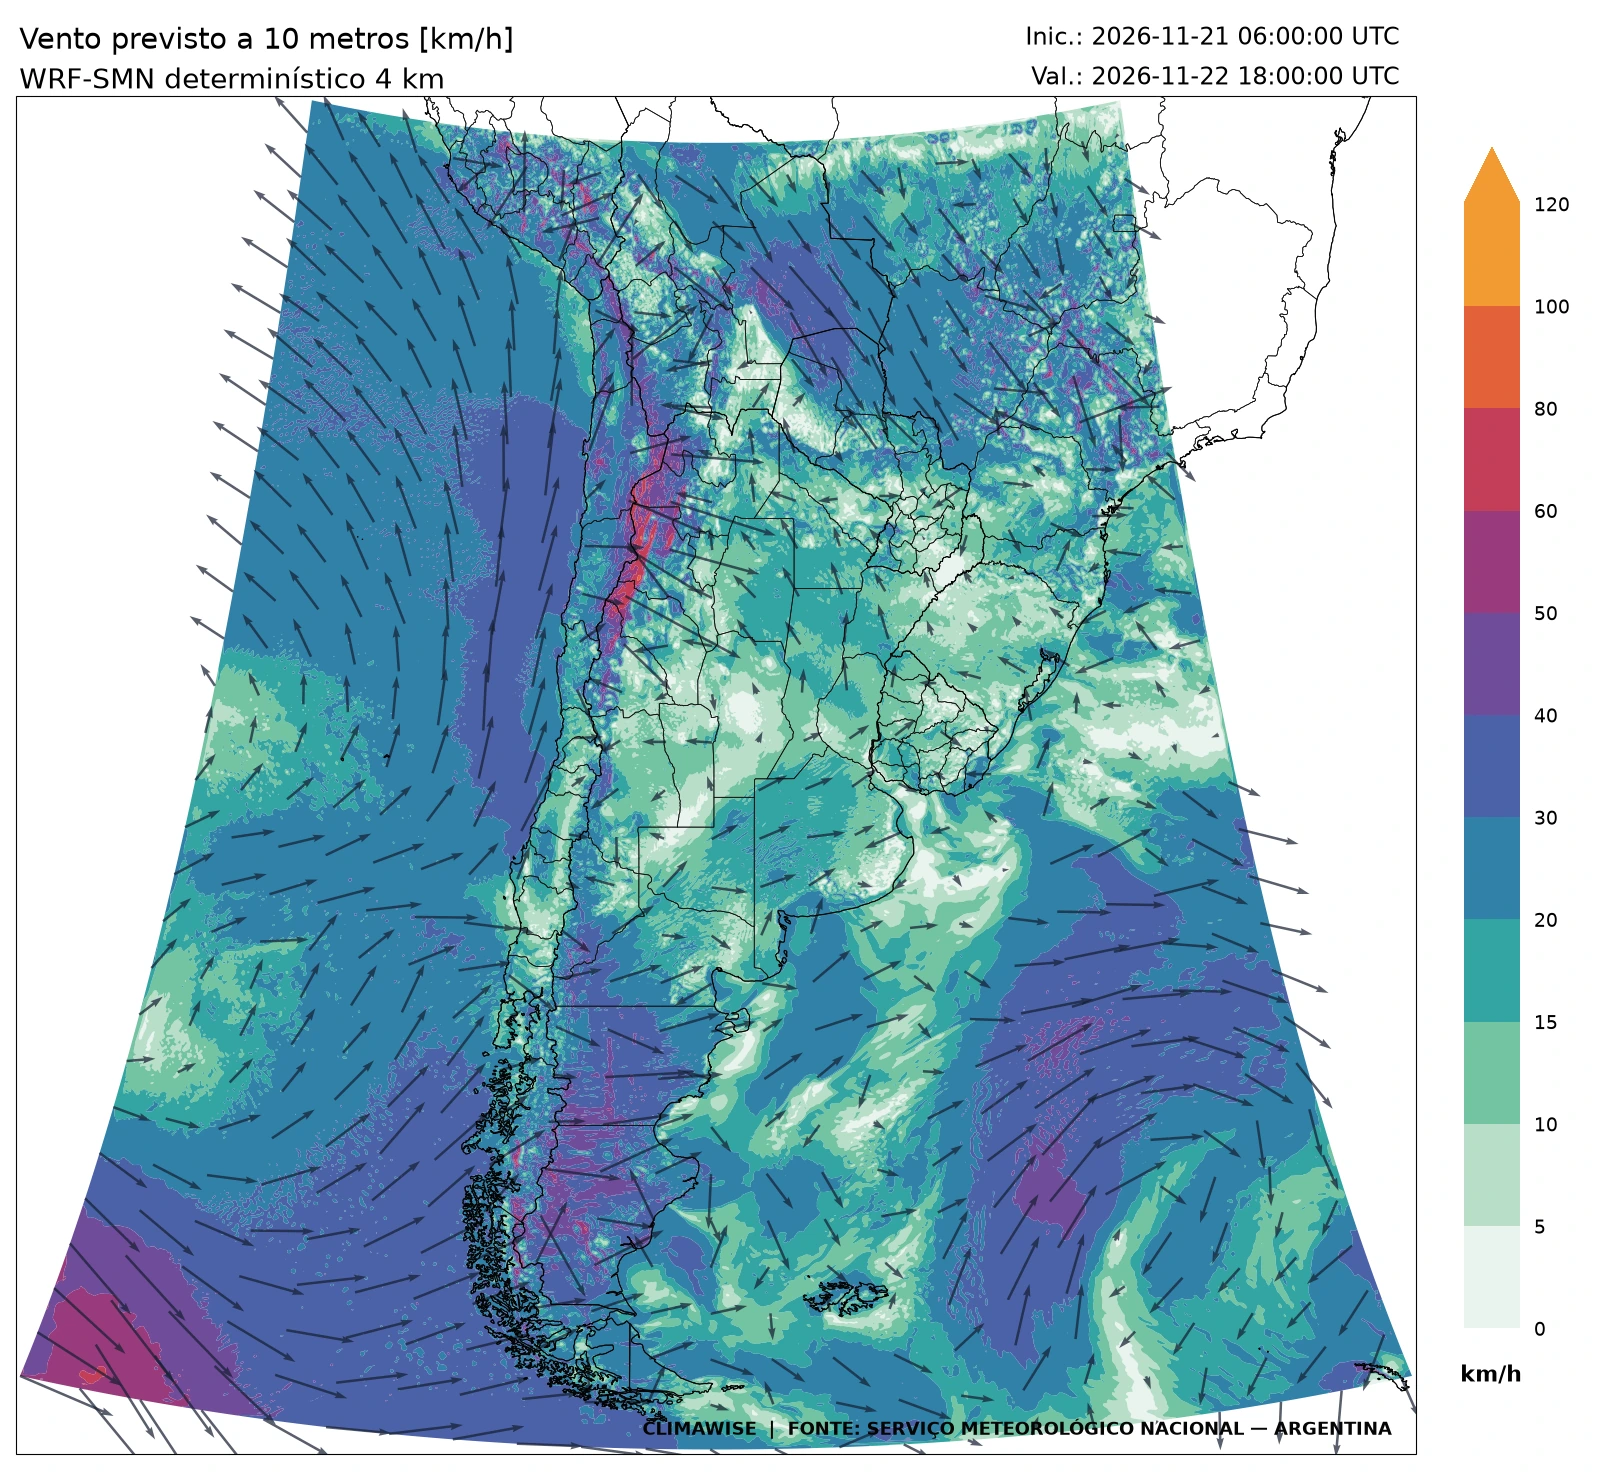 Vento previsto a 10 metros [km/h]
WRF-SMN determinístico 4 km
Inic.: 2026-11-21 06:00:00 UTC
Val.: 2026-11-22 18:00:00 UTC
120
100
80
60
50
40
30
20
15
10
5
0
km/h
CLIMAWISE | FONTE: SERVIÇO METEOROLÓGICO NACIONAL — ARGENTINA